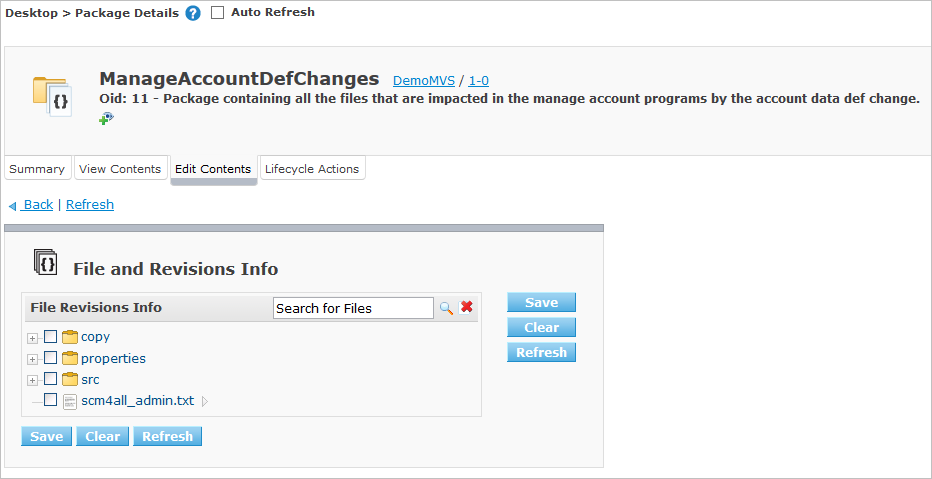 Desktop > Package Details ? Auto Refresh
{} ManageAccountDefChanges DemoMVS / 1-0
Oid: 11 - Package containing all the files that are impacted in the manage account programs by the account data def change.
Summary View Contents Edit Contents Lifecycle Actions
Back | Refresh
{} File and Revisions Info
File Revisions Info Search for Files Save
Clear
copy
Refresh
properties
src
scm4all_admin.txt
Save Clear Refresh